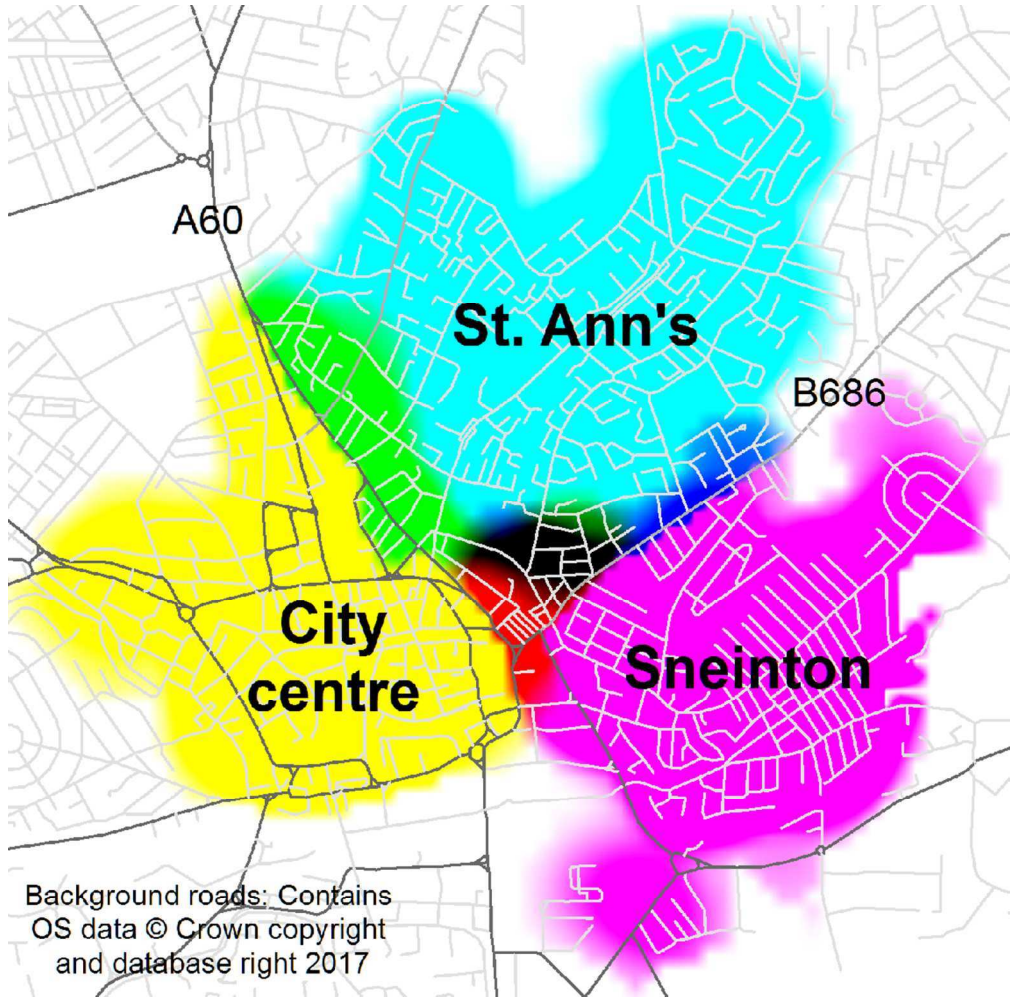 A60
St. Ann's
B686
City
centre
Sneinton
Background roads: Contains
OS data © Crown copyright
and database right 2017